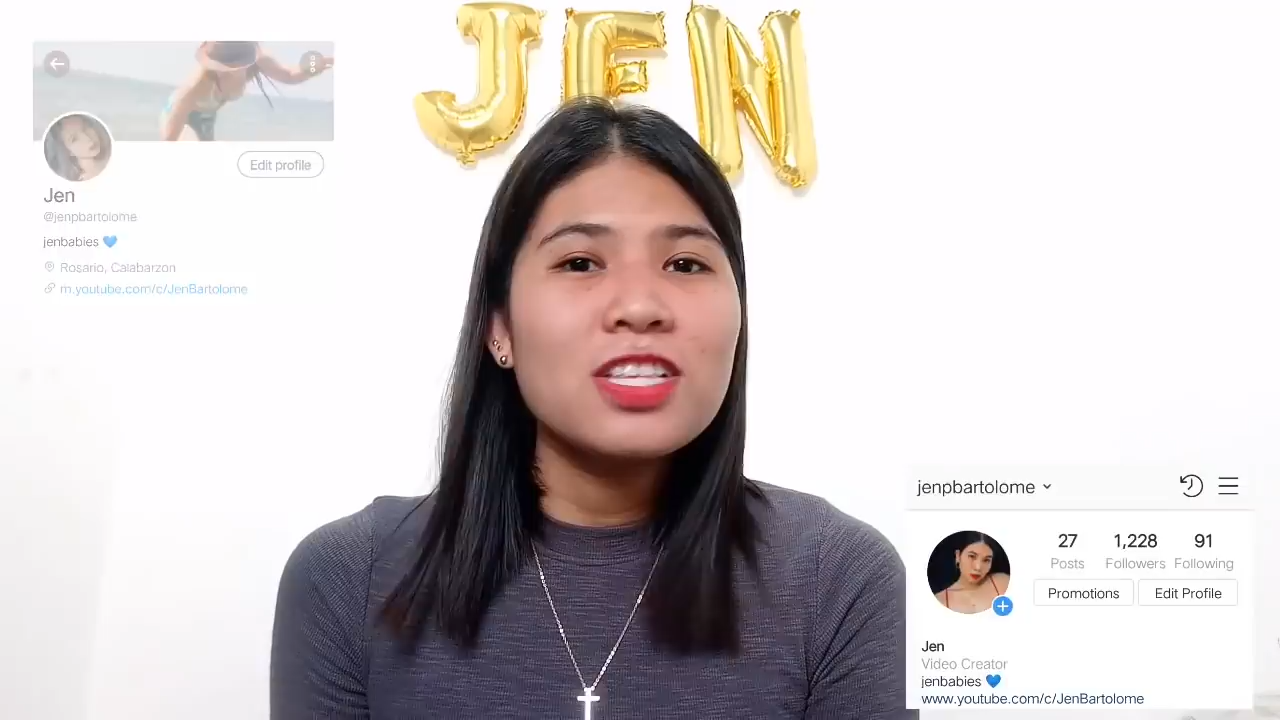 JEN
Edit profile
Jen
@jenpbartolome
jenbabies 💙
Rosario, Calabarzon
m.youtube.com/c/JenBartolome
jenpbartolome
27 1,228 91
Posts Followers Following
Promotions Edit Profile
Jen
Video Creator
jenbabies 💙
www.youtube.com/c/JenBartolome